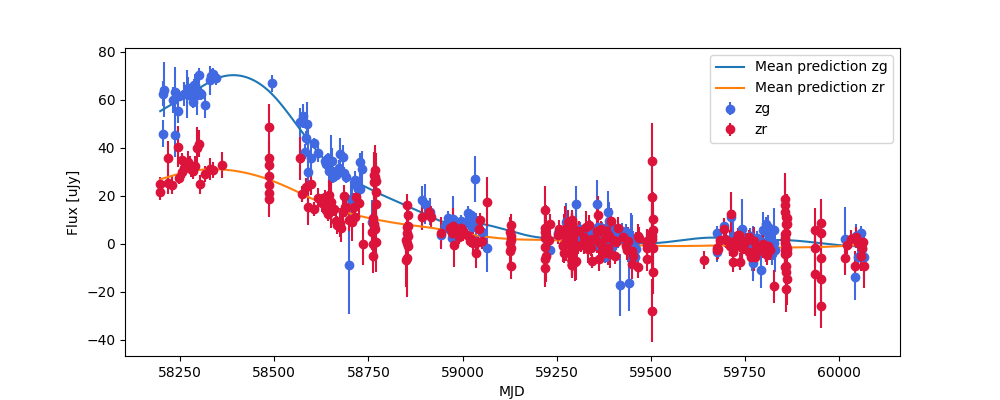 80
60
40
20
0
−20
−40
Flux [uJy]
58250
58500
58750
59000
59250
59500
59750
60000
MJD
Mean prediction zg
Mean prediction zr
zg
zr